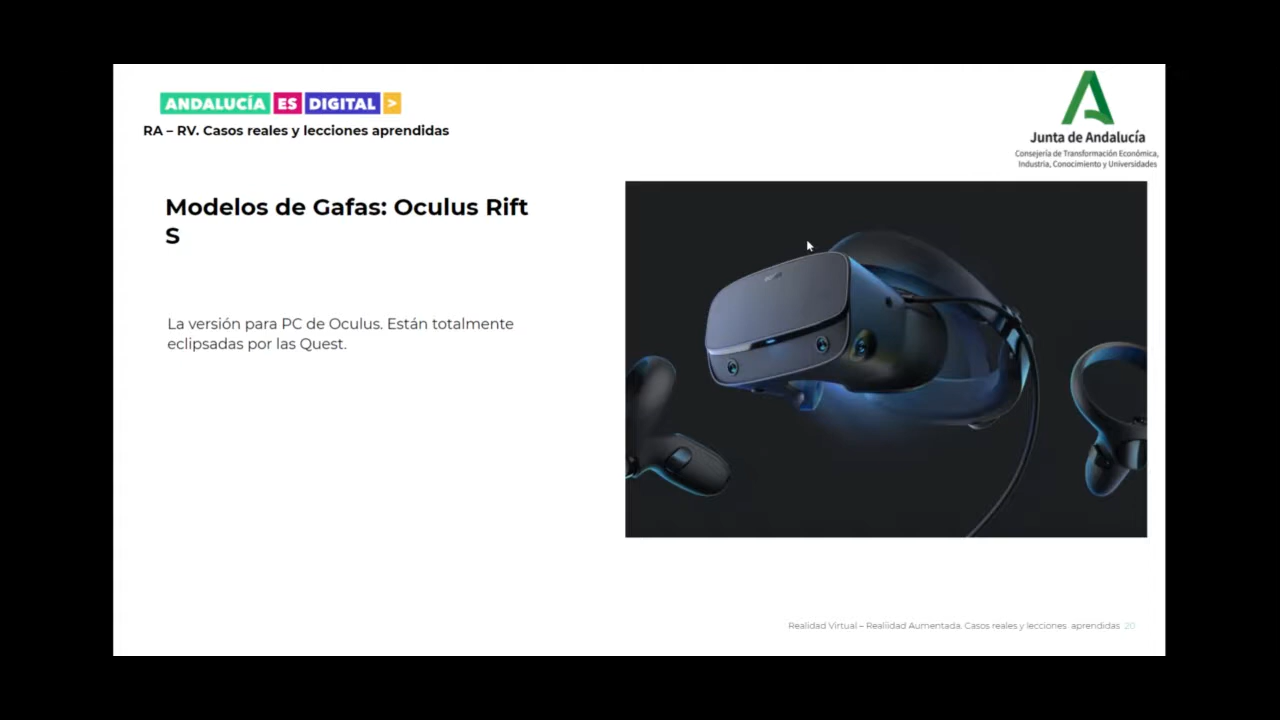 ANDALUCÍA ES DIGITAL >
RA – RV. Casos reales y lecciones aprendidas
Junta de Andalucía
Consejería de Transformación Económica,
Industria, Conocimiento y Universidades
Modelos de Gafas: Oculus Rift
S
La versión para PC de Oculus. Están totalmente
eclipsadas por las Quest.
Realidad Virtual – Realiidad Aumentada. Casos reales y lecciones aprendidas 20